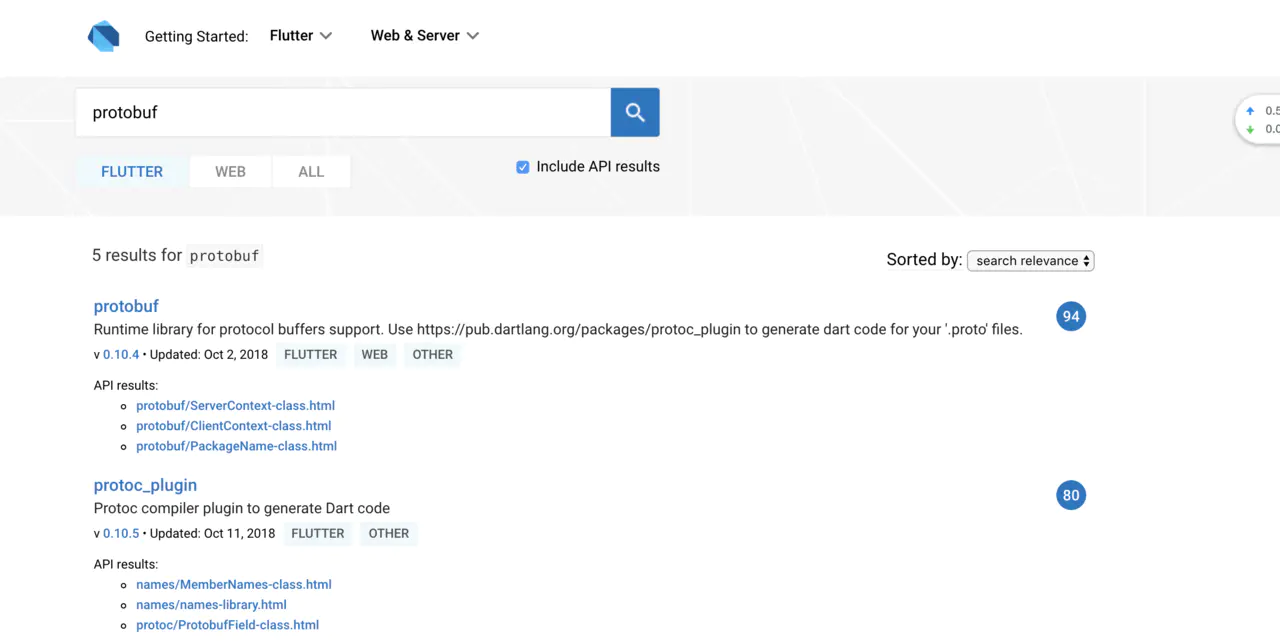 Getting Started: Flutter Web & Server
protobuf
0.5
0.0
FLUTTER WEB ALL
Include API results
5 results for protobuf
Sorted by: search relevance
protobuf
94
Runtime library for protocol buffers support. Use https://pub.dartlang.org/packages/protoc_plugin to generate dart code for your '.proto' files.
v 0.10.4 • Updated: Oct 2, 2018 FLUTTER WEB OTHER
API results:
protobuf/ServerContext-class.html
protobuf/ClientContext-class.html
protobuf/PackageName-class.html
protoc_plugin
80
Protoc compiler plugin to generate Dart code
v 0.10.5 • Updated: Oct 11, 2018 FLUTTER OTHER
API results:
names/MemberNames-class.html
names/names-library.html
protoc/ProtobufField-class.html